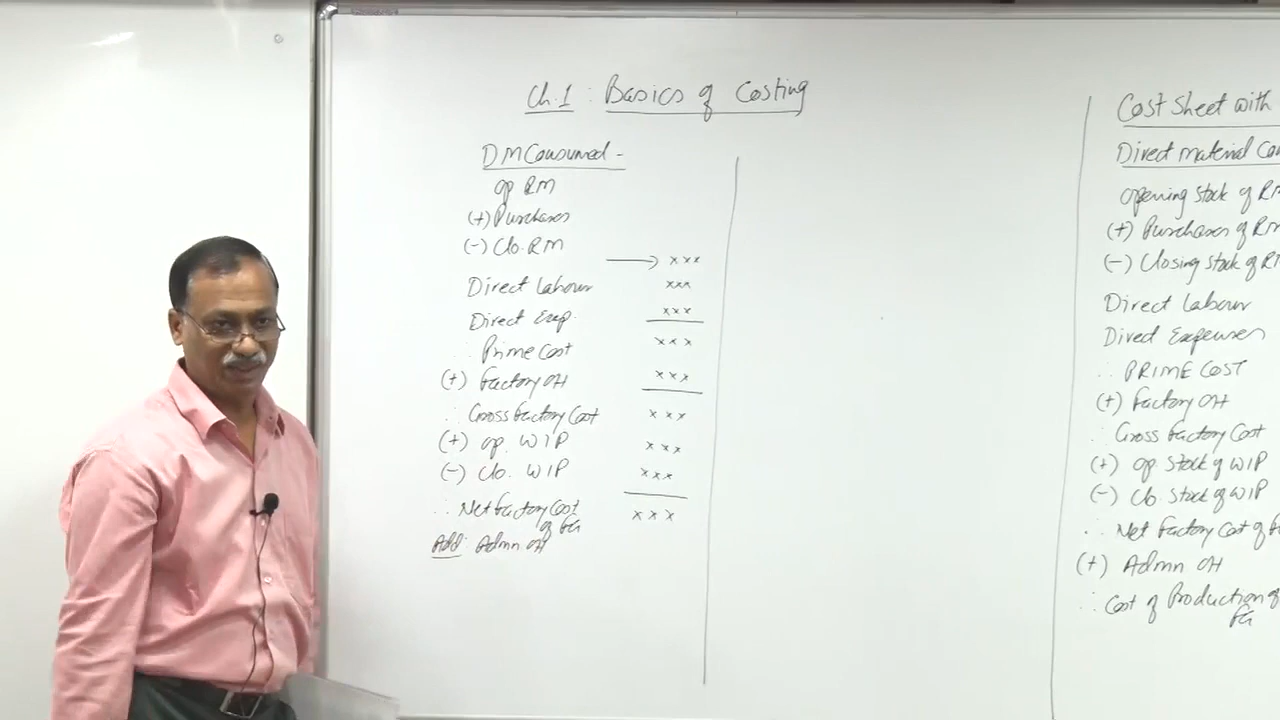 Ch.1 : Basics of Costing
DM Consumed -
op RM
(+) Purchases
(-) Clo. RM
→ xxx
Direct Labour xxx
Direct Exp. xxx
∴ Prime Cost xxx
(+) Factory OH xxx
∴ Gross Factory Cost xxx
(+) op. WIP xxx
(-) Clo. WIP xxx
∴ Net Factory Cost xxx
of FG
Add: Admn OH
Cost Sheet with
Direct Material Con
Opening Stock of RM
(+) Purchases of RM
(-) Closing Stock of RM
Direct Labour
Direct Expenses
∴ PRIME COST
(+) Factory OH
∴ Gross Factory Cost
(+) Op Stock of WIP
(-) Clo Stock of WIP
∴ Net Factory Cost of F
(+) Admn OH
∴ Cost of Production of
FG